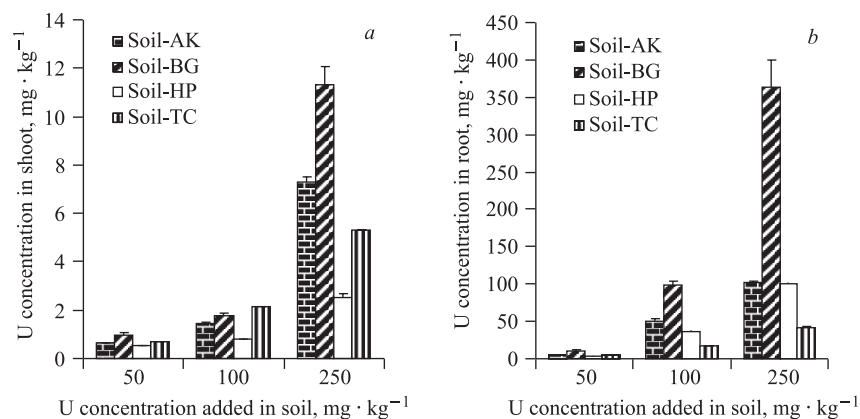 a
14
12
10
8
6
4
2
0
U concentration in shoot, mg · kg⁻¹
Soil-AK
Soil-BG
Soil-HP
Soil-TC
50 100 250
U concentration added in soil, mg · kg⁻¹
b
450
400
350
300
250
200
150
100
50
0
U concentration in root, mg · kg⁻¹
Soil-AK
Soil-BG
Soil-HP
Soil-TC
50 100 250
U concentration added in soil, mg · kg⁻¹